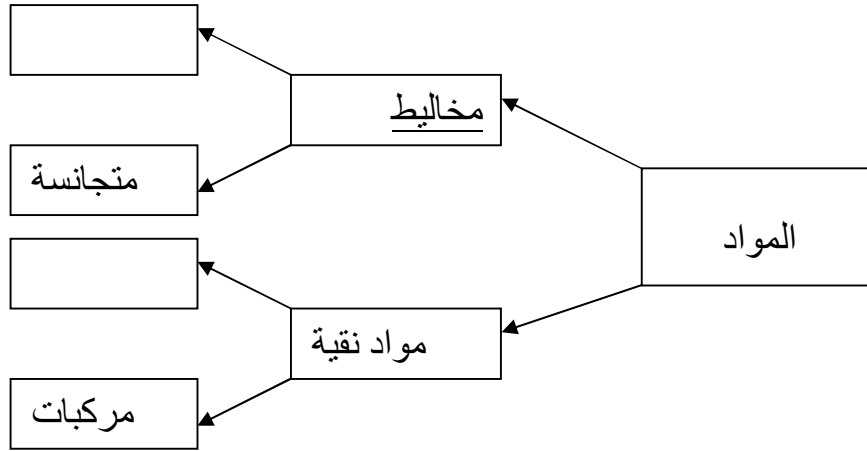 المواد
مخاليط
متجانسة
مواد نقية
مركبات